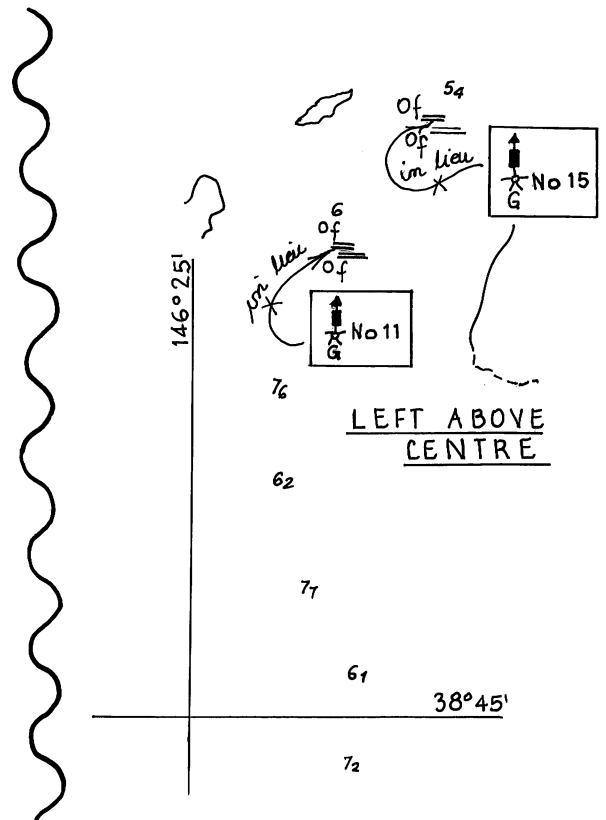 5₄
Of
Of
in lieu
No 15
G
6
Of
in lieu
Of
146° 25'
No 11
G
7₆
LEFT ABOVE
CENTRE
6₂
7₇
6₁
38° 45'
7₂